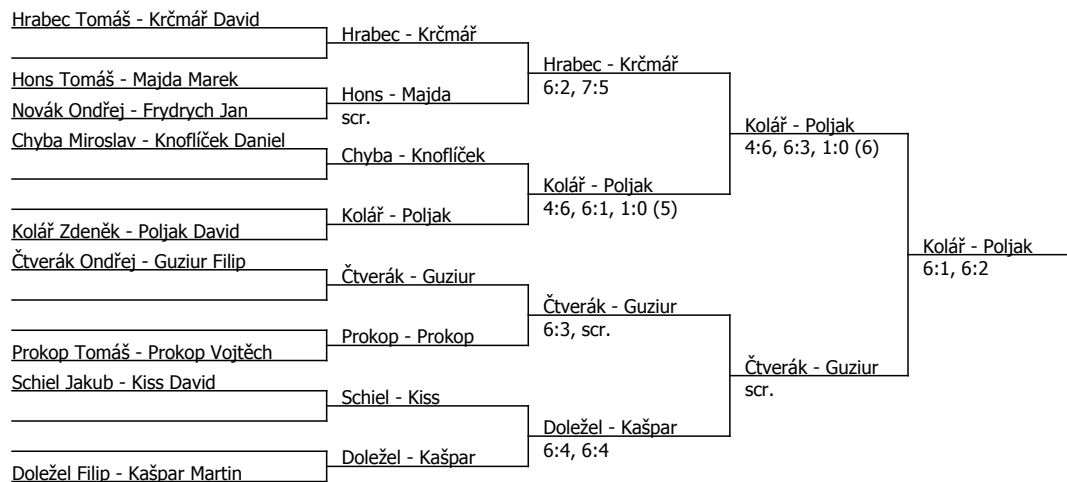 Hrabec Tomáš - Krčmář David
Hons Tomáš - Majda Marek
Novák Ondřej - Frydrych Jan
Chyba Miroslav - Knoflíček Daniel
Kolář Zdeněk - Poljak David
Čtverák Ondřej - Guziur Filip
Prokop Tomáš - Prokop Vojtěch
Schiel Jakub - Kiss David
Doležel Filip - Kašpar Martin
Hrabec - Krčmář
Hons - Majda
scr.
Chyba - Knoflíček
Kolář - Poljak
Čtverák - Guziur
Prokop - Prokop
Schiel - Kiss
Doležel - Kašpar
Hrabec - Krčmář
6:2, 7:5
Kolář - Poljak
4:6, 6:1, 1:0 (5)
Čtverák - Guziur
6:3, scr.
Doležel - Kašpar
6:4, 6:4
Kolář - Poljak
4:6, 6:3, 1:0 (6)
Čtverák - Guziur
scr.
Kolář - Poljak
6:1, 6:2